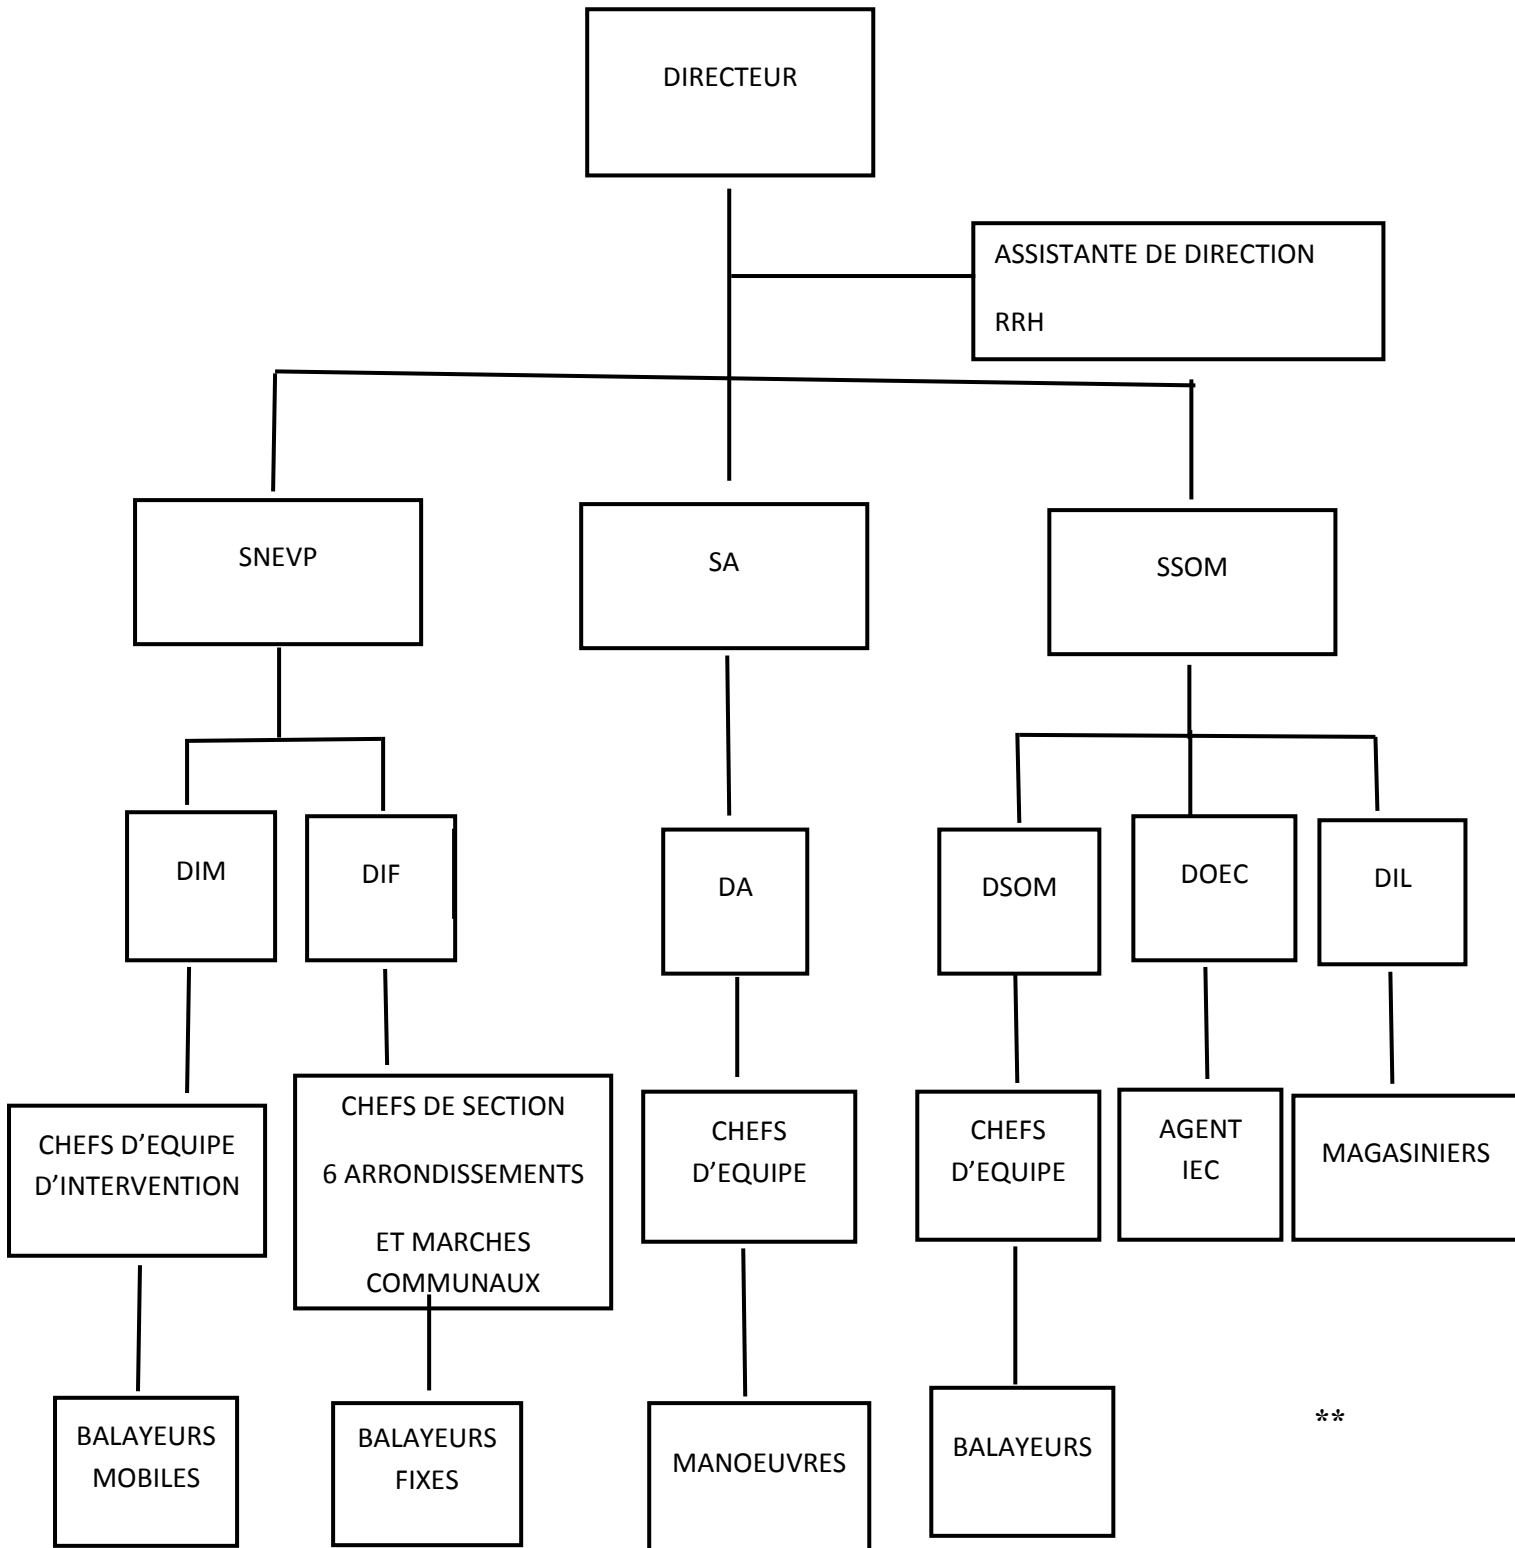 DIRECTEUR
ASSISTANTE DE DIRECTION
RRH
SNEVP
SA
SSOM
DIM
DIF
DA
DSOM
DOEC
DIL
CHEFS D’EQUIPE
D’INTERVENTION
CHEFS DE SECTION
6 ARRONDISSEMENTS
ET MARCHES
COMMUNAUX
CHEFS
D’EQUIPE
CHEFS
D’EQUIPE
AGENT
IEC
MAGASINIERS
BALAYEURS
MOBILES
BALAYEURS
FIXES
MANOEUVRES
BALAYEURS
**